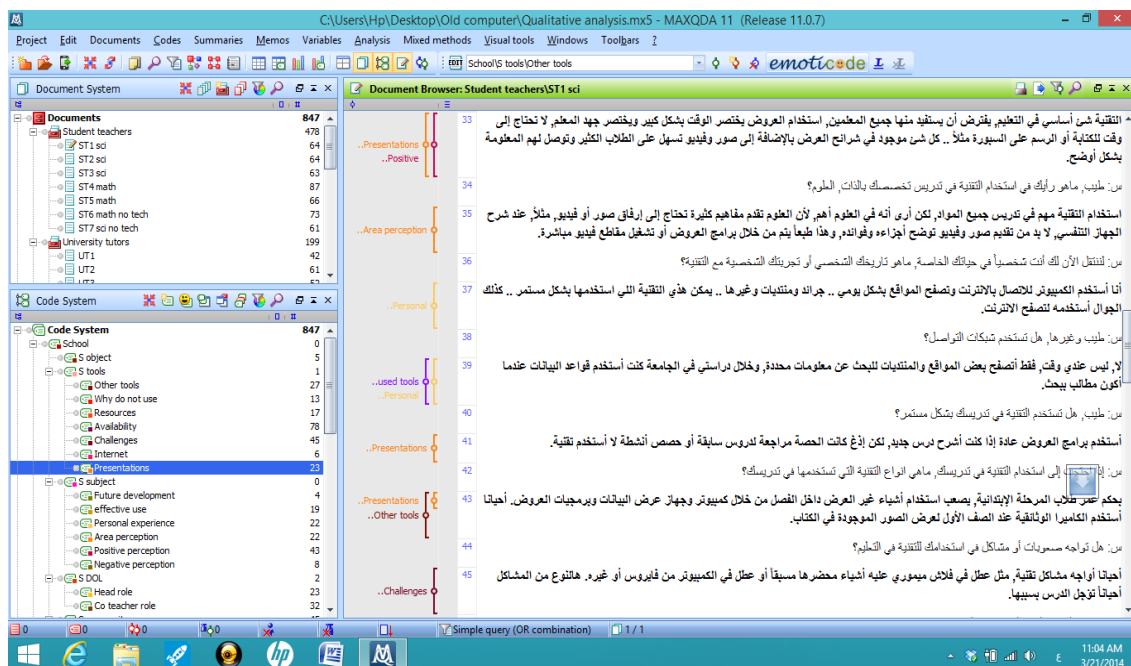 C:\Users\Hp\Desktop\Old computer\Qualitative analysis.mx5 - MAXQDA 11 (Release 11.0.7)
Project Edit Documents Codes Summaries Memos Variables Analysis Mixed methods Visual tools Windows Toolbars ?
School\S tools\Other tools
emoticode
Document System
Documents 847
Student teachers 478
ST1 sci 64
ST2 sci 64
ST3 sci 63
ST4 math 87
ST5 math 66
ST6 math no tech 73
ST7 sci no tech 61
University tutors 199
UT1 42
UT2 61
Code System
Code System 847
School 0
S object 5
S tools 1
Other tools 27
Why do not use 13
Resources 17
Availability 78
Challenges 45
Internet 6
Presentations 23
S subject 0
Future development 4
effective use 19
Personal experience 22
Area perception 22
Positive perception 43
Negative perception 8
S DOL 2
Head role 23
Co teacher role 32
Document Browser: Student teachers\ST1 sci
..Presentations
..Positive
33 التقنية شئ أساسي في التعليم, يفترض أن يستفيد منها جميع المعلمين, استخدام العروض يختصر الوقت بشكل كبير ويختصر جهد المعلم, لا تحتاج إلى
وقت للكتابة أو الرسم على السبورة مثلاً .. كل شئ موجود في شرائح العرض بالإضافة إلى صور وفيديو تسهل على الطلاب الكثير وتوصل لهم المعلومة
بشكل أوضح.
34 س: طيب, ماهو رأيك في استخدام التقنية في تدريس تخصصك بالذات, العلوم؟
..Area perception
35 استخدام التقنية مهم في تدريس جميع المواد, لكن أرى أنه في العلوم أهم, لأن العلوم تقدم مفاهيم كثيرة تحتاج إلى إرفاق صور أو فيديو, مثلاً, عند شرح
الجهاز التنفسي, لا بد من تقديم صور وفيديو توضح أجزاءه وفوائده, وهذا طبعاً يتم من خلال برامج العروض أو تشغيل مقاطع فيديو مباشرة.
36 س: لننتقل الأن لك أنت شخصياً في حياتك الخاصة, ماهو تاريخك الشخصي أو تجربتك الشخصية مع التقنية؟
..Personal
37 أنا أستخدم الكمبيوتر للاتصال بالانترنت وتصفح المواقع بشكل يومي .. جرائد ومنتديات وغيرها .. يمكن هذي التقنية اللي استخدمها بشكل مستمر .. كذلك
الجوال أستخدمه لتصفح الانترنت.
38 س: طيب وغيرها, هل تستخدم شبكات التواصل؟
..used tools
..Personal
39 لا, ليس عندي وقت, فقط أتصفح بعض المواقع والمنتديات للبحث عن معلومات محددة, وخلال دراستي في الجامعة كنت أستخدم قواعد البيانات عندما
أكون مطالب ببحث.
40 س: طيب, هل تستخدم التقنية في تدريسك بشكل مستمر؟
..Presentations
41 أستخدم برامج العروض عادة إذا كنت أشرح درس جديد, لكن إذغ كانت الحصة مراجعة لدروس سابقة أو حصص أنشطة لا أستخدم تقنية.
42 س: إذا احتجت إلى استخدام التقنية في تدريسك, ماهي انواع التقنية التي تستخدمها في تدريسك؟
..Presentations
..Other tools
43 بحكم عمر طلاب المرحلة الإبتدائية, يصعب استخدام أشياء غير العرض داخل الفصل من خلال كمبيوتر وجهاز عرض البيانات وبرمجيات العروض. أحيانا
أستخدم الكاميرا الوثائقية عند الصف الأول لعرض الصور الموجودة في الكتاب.
44 س: هل تواجه صعوبات أو مشاكل في استخدامك للتقنية في التعليم؟
..Challenges
45 أحيانا أواجه مشاكل تقنية, مثل عطل في فلاش ميموري عليه أشياء محضرها مسبقاً أو عطل في الكمبيوتر من فايروس أو غيره. هالنوع من المشاكل
أحياناً تؤجل الدرس بسببها.
0 0 0 0 Simple query (OR combination) 1 / 1
ع 11:04 AM
3/21/2014